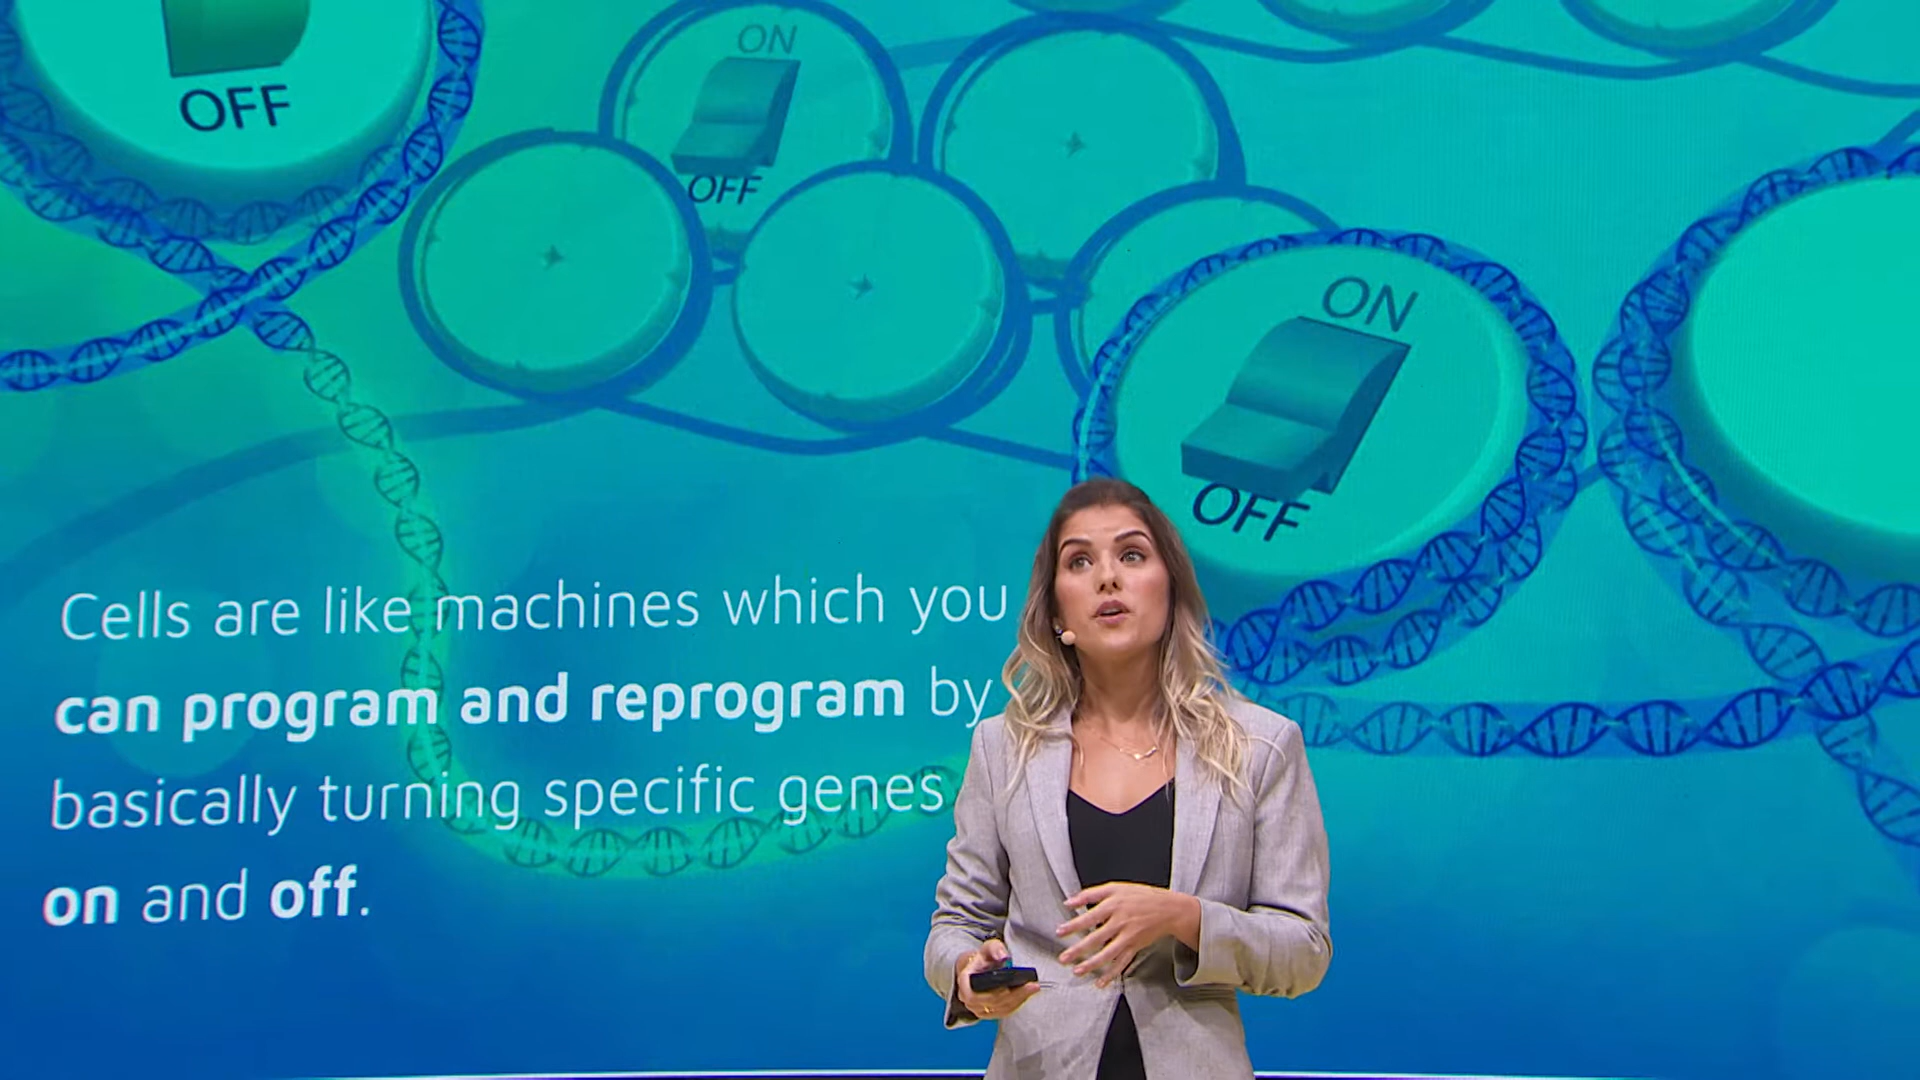 OFF
ON
OFF
ON
OFF
Cells are like machines which you
can program and reprogram by
basically turning specific genes
on and off.